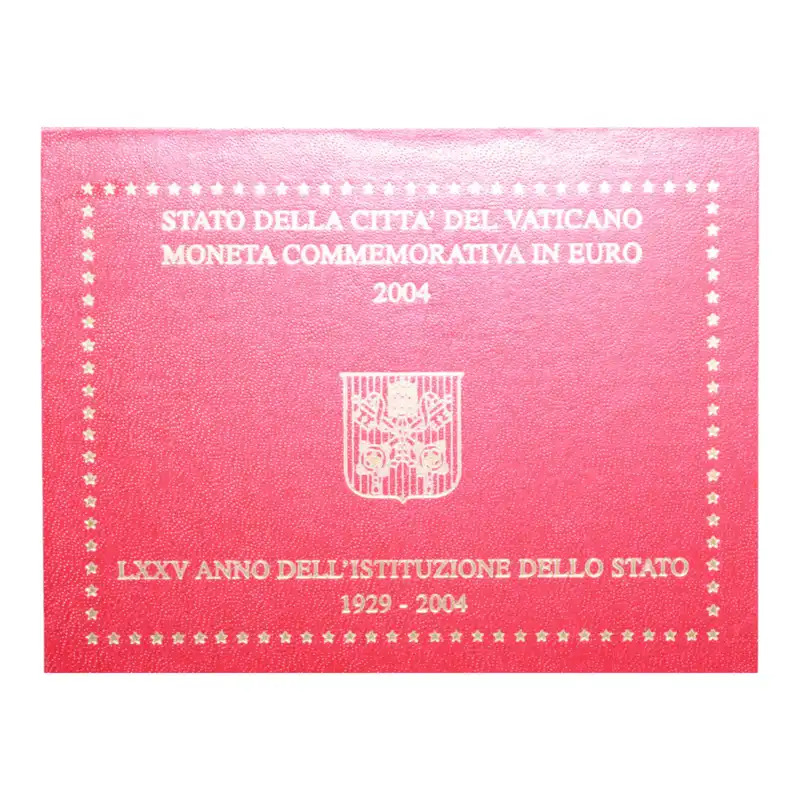 STATO DELLA CITTA' DEL VATICANO
MONETA COMMEMORATIVA IN EURO
2004
LXXV ANNO DELL'ISTITUZIONE DELLO STATO
1929 - 2004